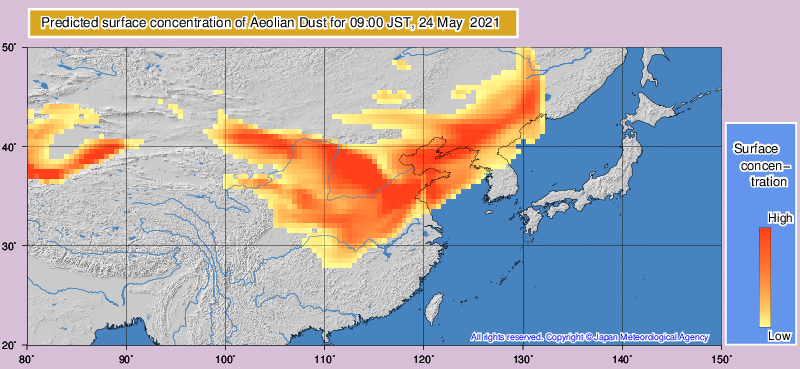 Predicted surface concentration of Aeolian Dust for 09:00 JST, 24 May 2021
50°
40°
30°
20°
80°
90°
100°
110°
120°
130°
140°
150°
Surface
concen–
tration
High
Low
All rights reserved. Copyright © Japan Meteorological Agency